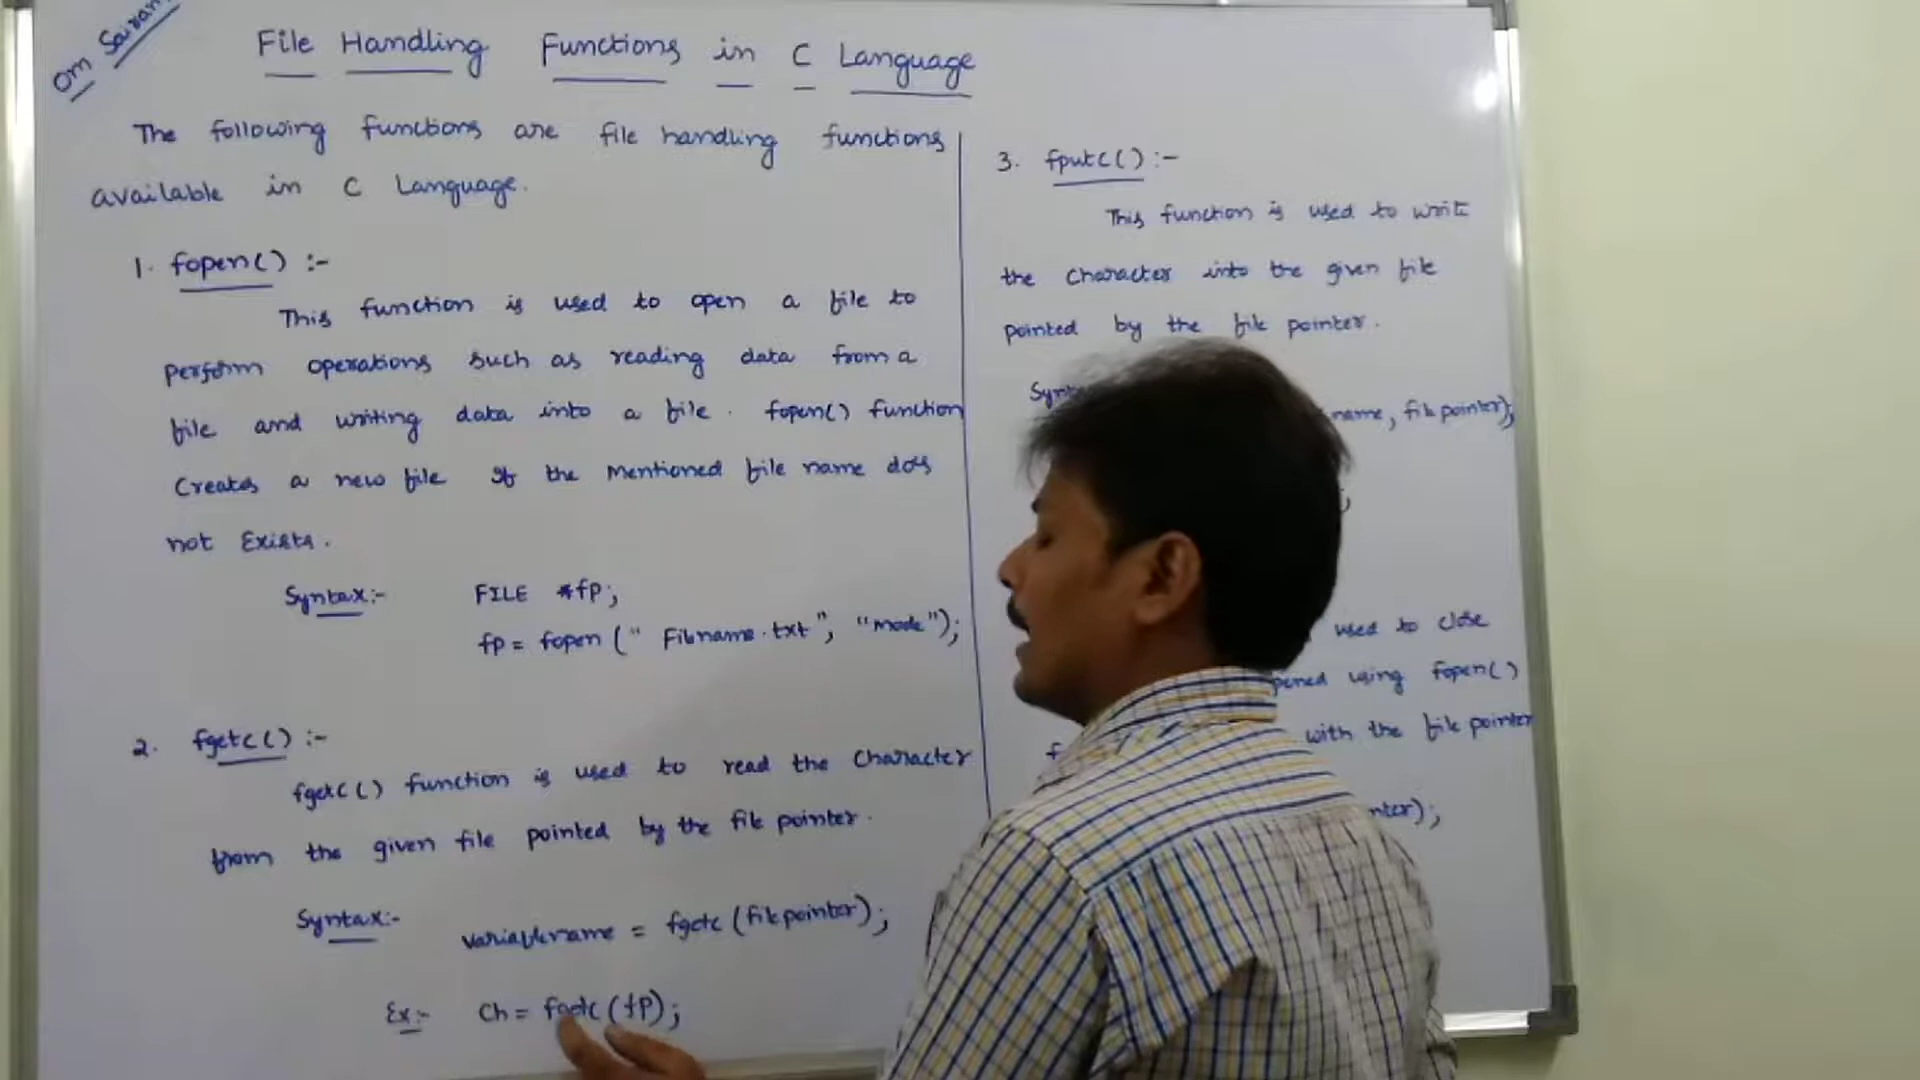 Om Sairam
File Handling Functions in C Language
The following functions are file handling functions
available in C Language.
1. fopen() :-
This function is used to open a file to
perform operations such as reading data from a
file and writing data into a file. fopen() function
Creates a new file If the mentioned file name does
not Exists.
Syntax:- FILE *fp;
fp = fopen (" Filename.txt", "mode");
2. fgetc() :-
fgetc() function is used to read the Character
from the given file pointed by the file pointer.
Syntax:- variablename = fgetc (filepointer);
Ex:- Ch = fgetc (fp);
3. fputc() :-
This function is used to write
the Character into the given file
pointed by the file pointer.
name, filepointer);
;
used to close
using fopen()
with the file pointer
);